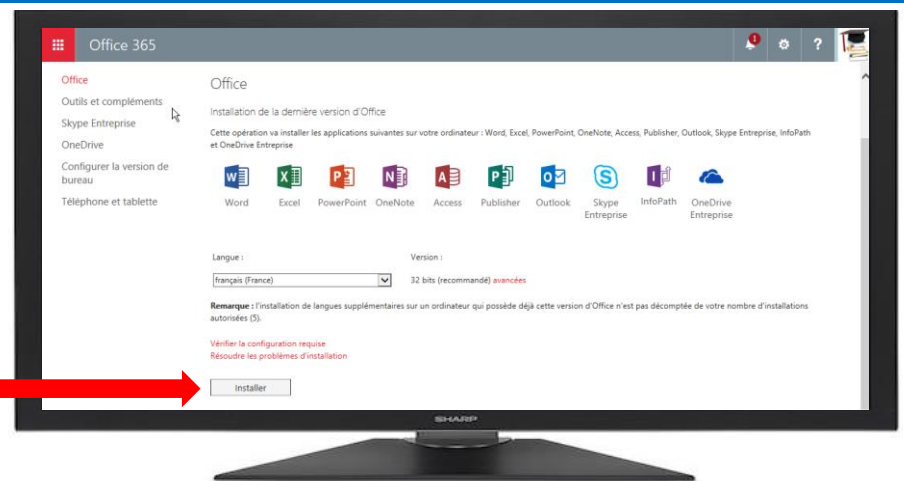 Office 365
1
?
Office
Outils et compléments
Skype Entreprise
OneDrive
Configurer la version de
bureau
Téléphone et tablette
Office
Installation de la dernière version d'Office
Cette opération va installer les applications suivantes sur votre ordinateur : Word, Excel, PowerPoint, OneNote, Access, Publisher, Outlook, Skype Entreprise, InfoPath
et OneDrive Entreprise
Word
Excel
PowerPoint
OneNote
Access
Publisher
Outlook
Skype
Entreprise
InfoPath
OneDrive
Entreprise
Langue :
Version :
français (France)
32 bits (recommandé) avancées
Remarque : l'installation de langues supplémentaires sur un ordinateur qui possède déjà cette version d'Office n'est pas décomptée de votre nombre d'installations
autorisées (5).
Vérifier la configuration requise
Résoudre les problèmes d'installation
Installer
SHARP